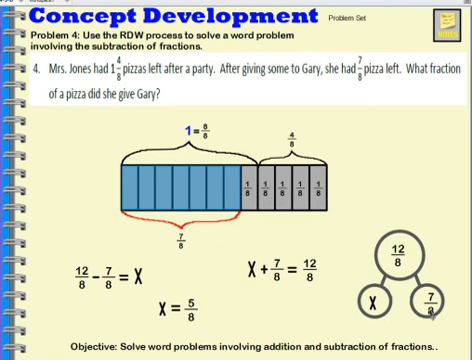 Concept Development Problem Set
Problem 4: Use the RDW process to solve a word problem
involving the subtraction of fractions.
4. Mrs. Jones had 1 4/8 pizzas left after a party. After giving some to Gary, she had 7/8 pizza left. What fraction
of a pizza did she give Gary?
1 = 8/8
4/8
1/8 1/8 1/8 1/8 1/8
7/8
12/8 - 7/8 = X
X + 7/8 = 12/8
X = 5/8
12/8
X
7/8
Objective: Solve word problems involving addition and subtraction of fractions..